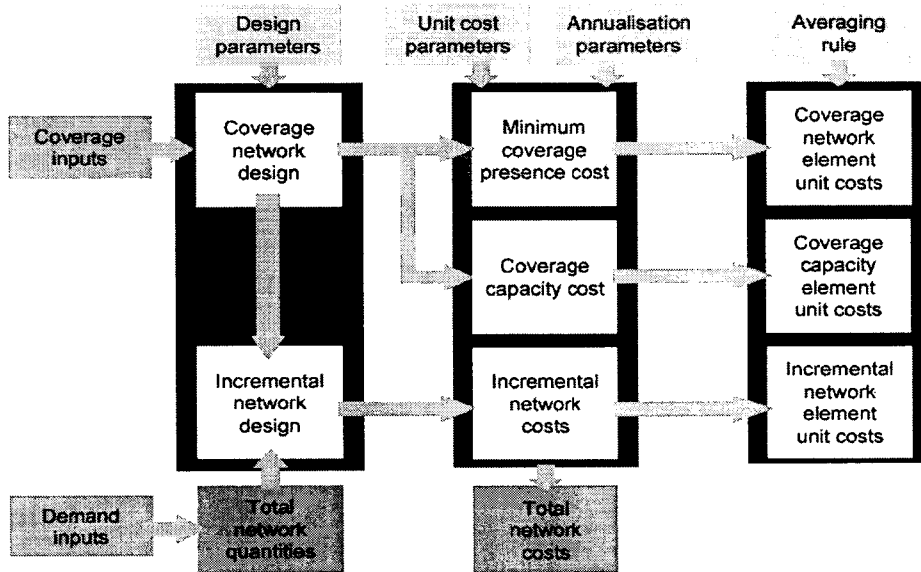 Design
parameters
Unit cost
parameters
Annualisation
parameters
Averaging
rule
Coverage
inputs
Coverage
network
design
Minimum
coverage
presence cost
Coverage
network
element
unit costs
Coverage
capacity cost
Coverage
capacity
element
unit costs
Incremental
network
design
Incremental
network
costs
Incremental
network
element
unit costs
Demand
inputs
Total
network
quantities
Total
network
costs